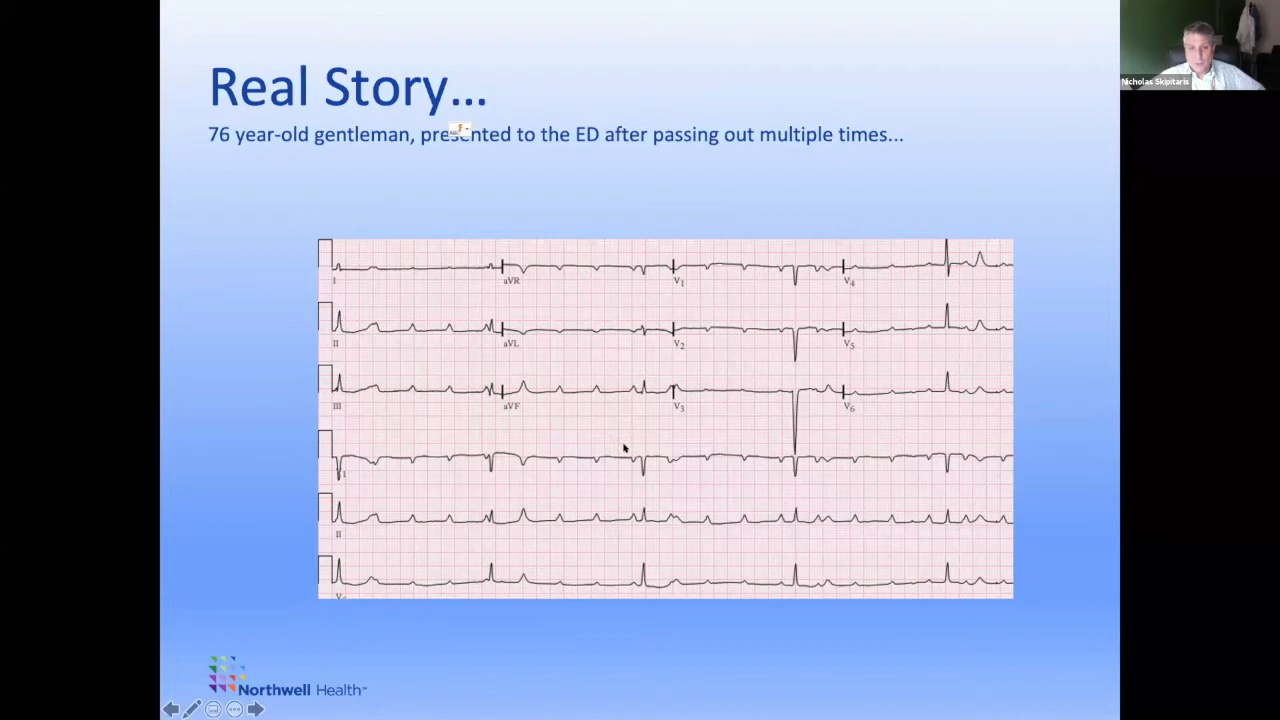 Nicholas Skipitaris
Real Story...
76 year-old gentleman, presented to the ED after passing out multiple times...
I
aVR
V1
V4
II
aVL
V2
V5
III
aVF
V3
V6
II
Northwell Health